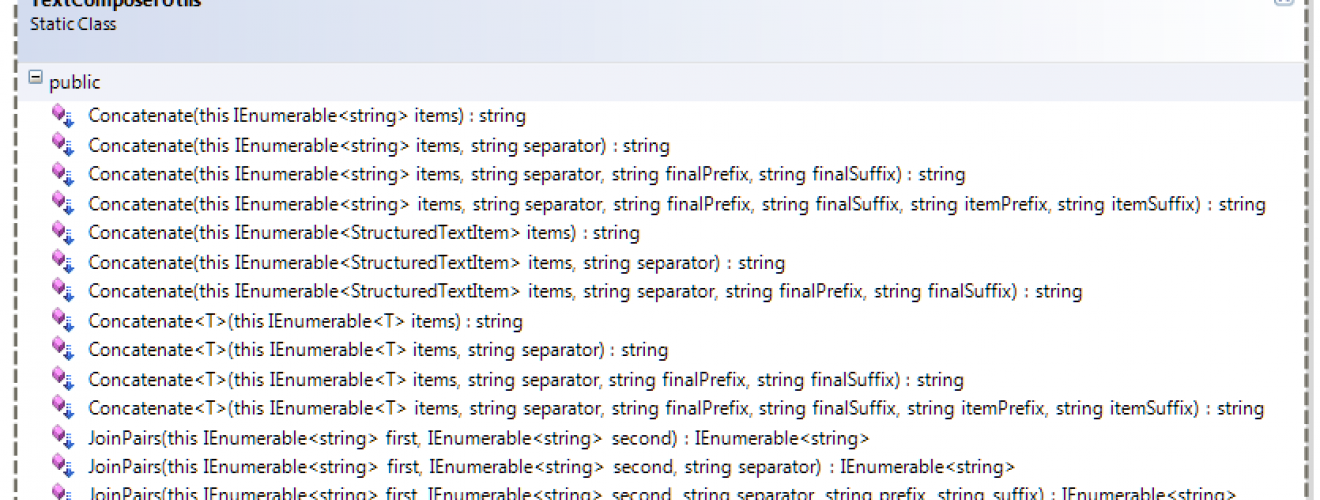 TextComposerUtils
Static Class
public
Concatenate(this IEnumerable<string> items) : string
Concatenate(this IEnumerable<string> items, string separator) : string
Concatenate(this IEnumerable<string> items, string separator, string finalPrefix, string finalSuffix) : string
Concatenate(this IEnumerable<string> items, string separator, string finalPrefix, string finalSuffix, string itemPrefix, string itemSuffix) : string
Concatenate(this IEnumerable<StructuredTextItem> items) : string
Concatenate(this IEnumerable<StructuredTextItem> items, string separator) : string
Concatenate(this IEnumerable<StructuredTextItem> items, string separator, string finalPrefix, string finalSuffix) : string
Concatenate<T>(this IEnumerable<T> items) : string
Concatenate<T>(this IEnumerable<T> items, string separator) : string
Concatenate<T>(this IEnumerable<T> items, string separator, string finalPrefix, string finalSuffix) : string
Concatenate<T>(this IEnumerable<T> items, string separator, string finalPrefix, string finalSuffix, string itemPrefix, string itemSuffix) : string
JoinPairs(this IEnumerable<string> first, IEnumerable<string> second) : IEnumerable<string>
JoinPairs(this IEnumerable<string> first, IEnumerable<string> second, string separator) : IEnumerable<string>
JoinPairs(this IEnumerable<string> first, IEnumerable<string> second, string separator, string prefix, string suffix) : IEnumerable<string>